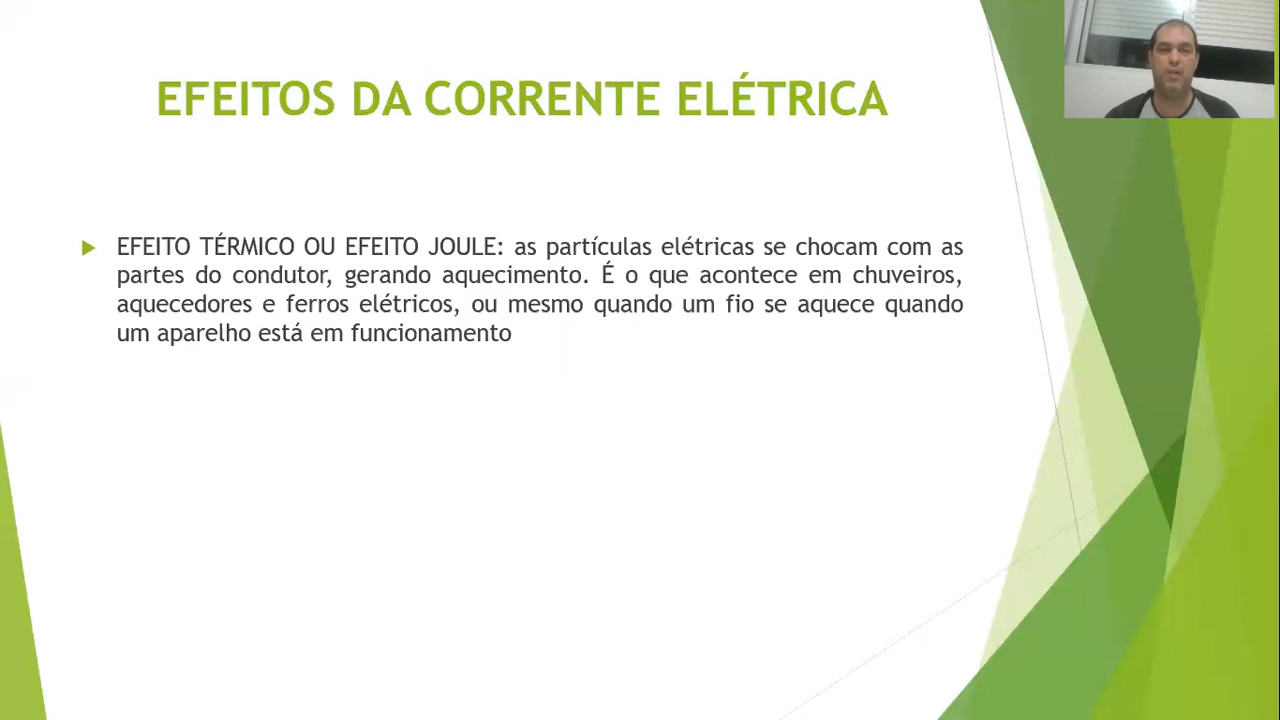 EFEITOS DA CORRENTE ELÉTRICA
EFEITO TÉRMICO OU EFEITO JOULE: as partículas elétricas se chocam com as
partes do condutor, gerando aquecimento. É o que acontece em chuveiros,
aquecedores e ferros elétricos, ou mesmo quando um fio se aquece quando
um aparelho está em funcionamento